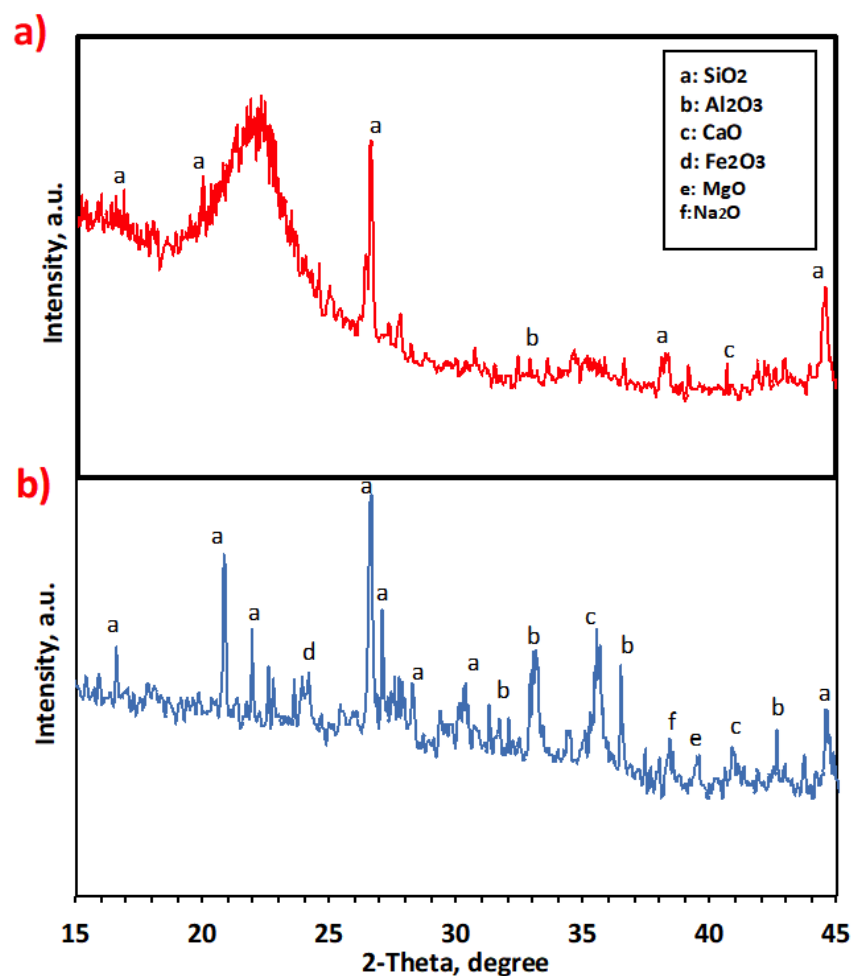 a)
Intensity, a.u.
a: SiO2
b: Al2O3
c: CaO
d: Fe2O3
e: MgO
f:Na2O
a
a
a
b
a
c
a
b)
Intensity, a.u.
a
a
a
d
a
a
a
a
b
b
c
b
f
e
c
b
a
15 20 25 30 35 40 45
2-Theta, degree